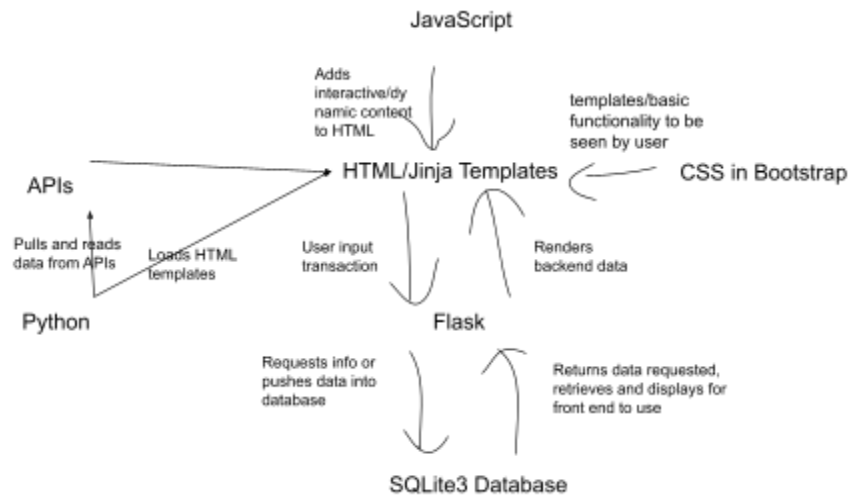 JavaScript
Adds
interactive/dy
namic content
to HTML
templates/basic
functionality to be
seen by user
HTML/Jinja Templates
CSS in Bootstrap
APIs
Pulls and reads
data from APIs
Loads HTML
templates
User input
transaction
Renders
backend data
Python
Flask
Requests info or
pushes data into
database
Returns data requested,
retrieves and displays for
front end to use
SQLite3 Database